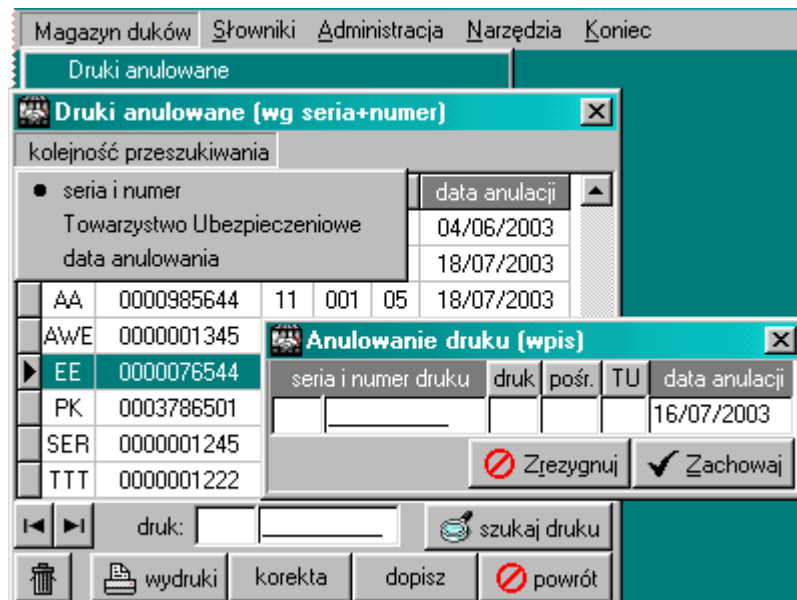 Magazyn duków Słowniki Administracja Narzędzia Koniec
Druki anulowane
Druki anulowane (wg seria+numer)
kolejność przeszukiwania
seria i numer
Towarzystwo Ubezpieczeniowe
data anulowania
data anulacji
04/06/2003
18/07/2003
AA 0000985644 11 001 05 18/07/2003
AWE 0000001345
EE 0000076544
PK 0003786501
SER 0000001245
TTT 0000001222
Anulowanie druku (wpis)
seria i numer druku druk pośr. TU data anulacji
16/07/2003
Zrezygnuj Zachowaj
druk: szukaj druku
wydruki korekta dopisz powrót